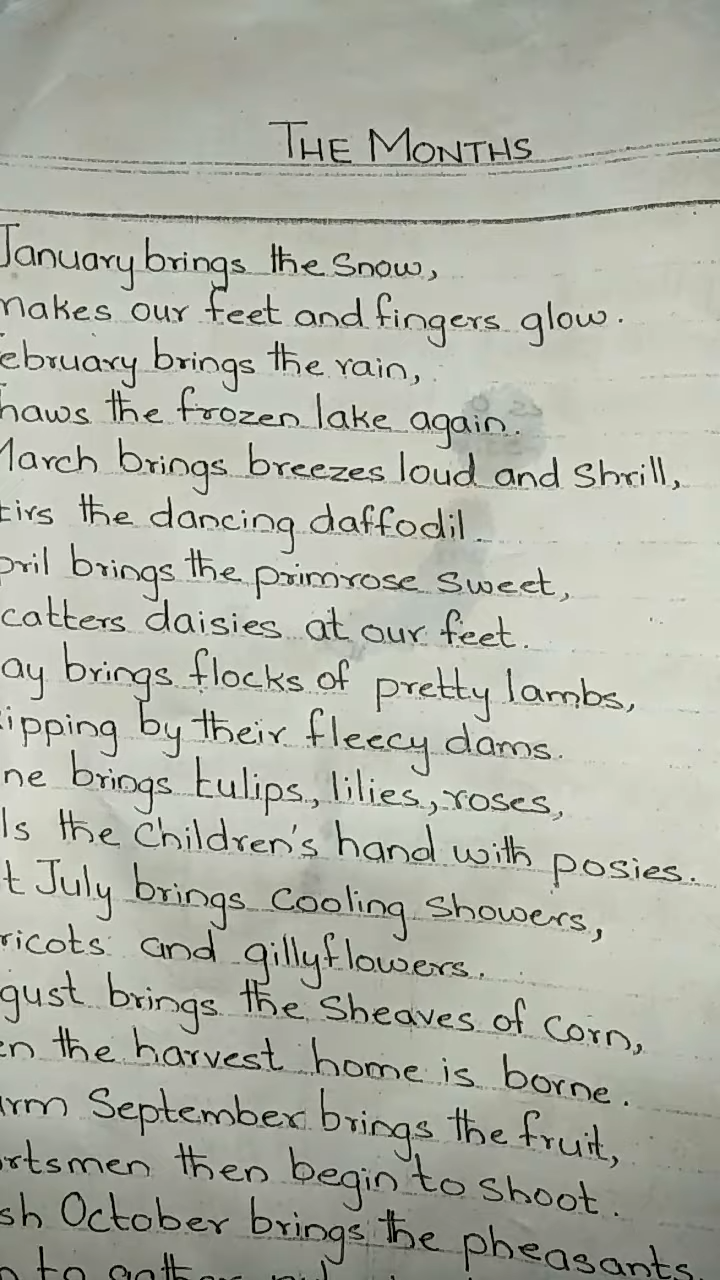 THE MONTHS
January brings the Snow,
makes our feet and fingers glow.
ebruary brings the rain,
haws the frozen lake again.
March brings breezes loud and Shrill,
tirs the dancing daffodil.
pril brings the primrose sweet,
catters daisies at our feet.
ay brings flocks of pretty lambs,
ipping by their fleecy dams.
ne brings tulips, lilies, roses,
ls the Children's hand with posies.
t July brings Cooling Showers,
ricots and gillyflowers.
gust brings the Sheaves of Corn,
en the harvest home is borne.
arm September brings the fruit,
rtsmen then begin to Shoot.
sh October brings the pheasants,
to